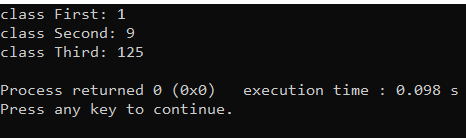 class First: 1
class Second: 9
class Third: 125
Process returned 0 (0x0)   execution time : 0.098 s
Press any key to continue.